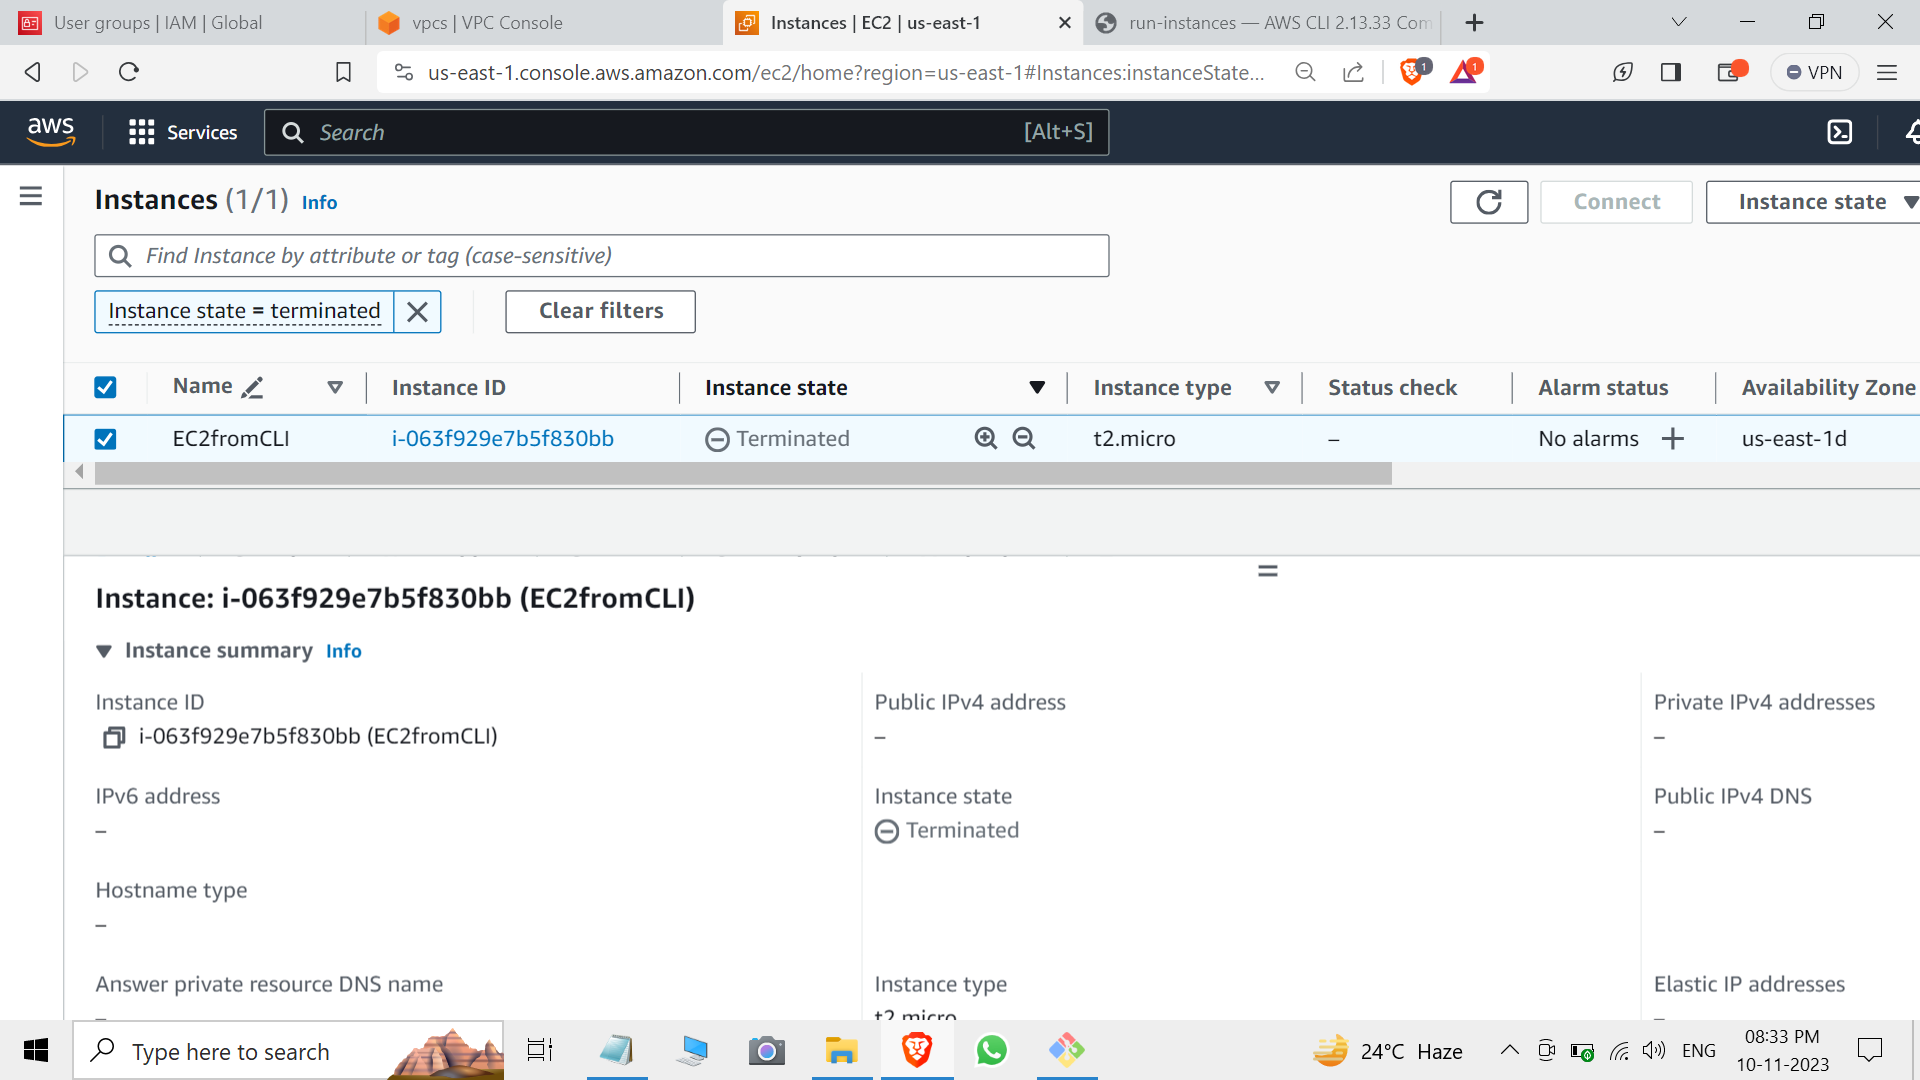 User groups | IAM | Global
vpcs | VPC Console
Instances | EC2 | us-east-1
run-instances — AWS CLI 2.13.33 Com
us-east-1.console.aws.amazon.com/ec2/home?region=us-east-1#Instances:instanceState...
1
1
VPN
aws
Services
Search
[Alt+S]
Instances (1/1) Info
Connect
Instance state
Find Instance by attribute or tag (case-sensitive)
Instance state = terminated
Clear filters
Name
Instance ID
Instance state
Instance type
Status check
Alarm status
Availability Zone
EC2fromCLI
i-063f929e7b5f830bb
Terminated
t2.micro
–
No alarms
us-east-1d
Instance: i-063f929e7b5f830bb (EC2fromCLI)
Instance summary Info
Instance ID
Public IPv4 address
Private IPv4 addresses
i-063f929e7b5f830bb (EC2fromCLI)
–
–
IPv6 address
Instance state
Public IPv4 DNS
–
Terminated
–
Hostname type
–
Answer private resource DNS name
Instance type
Elastic IP addresses
–
t2.micro
–
Type here to search
24°C Haze
ENG
08:33 PM
10-11-2023